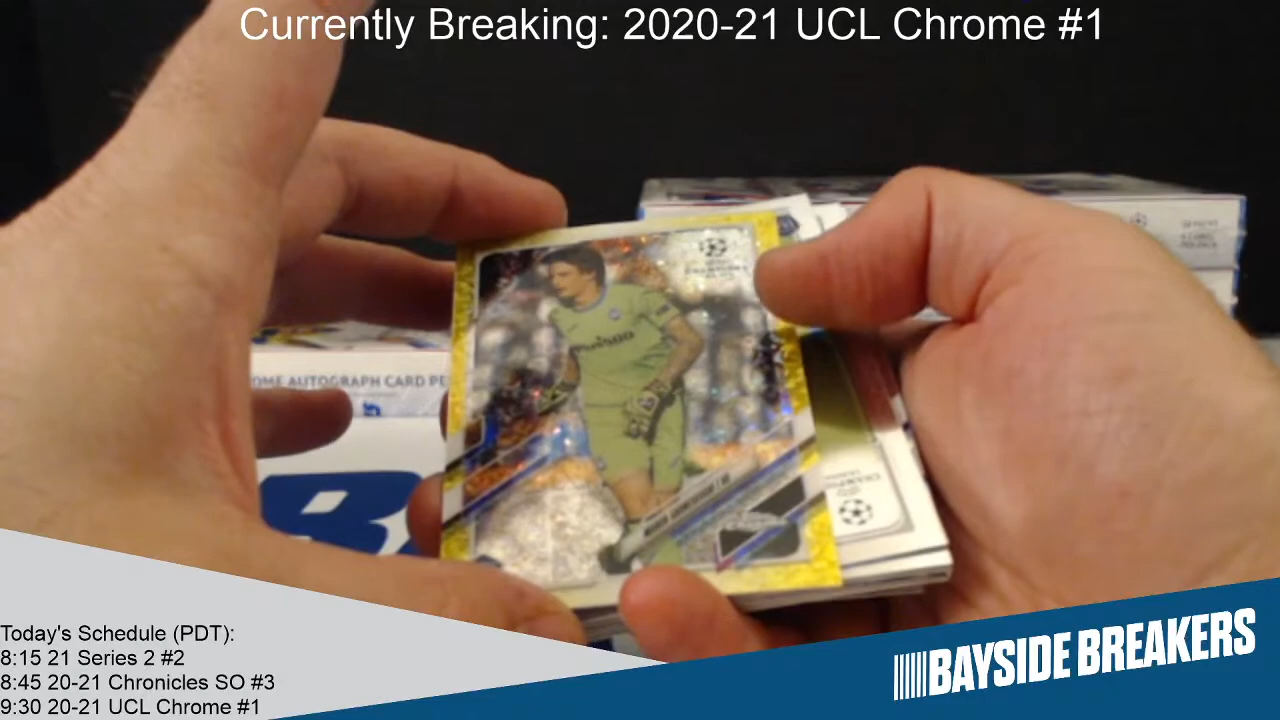 Currently Breaking: 2020-21 UCL Chrome #1
OME AUTOGRAPH CARD PE
B
Today's Schedule (PDT):
8:15 21 Series 2 #2
8:45 20-21 Chronicles SO #3
9:30 20-21 UCL Chrome #1
BAYSIDE BREAKERS